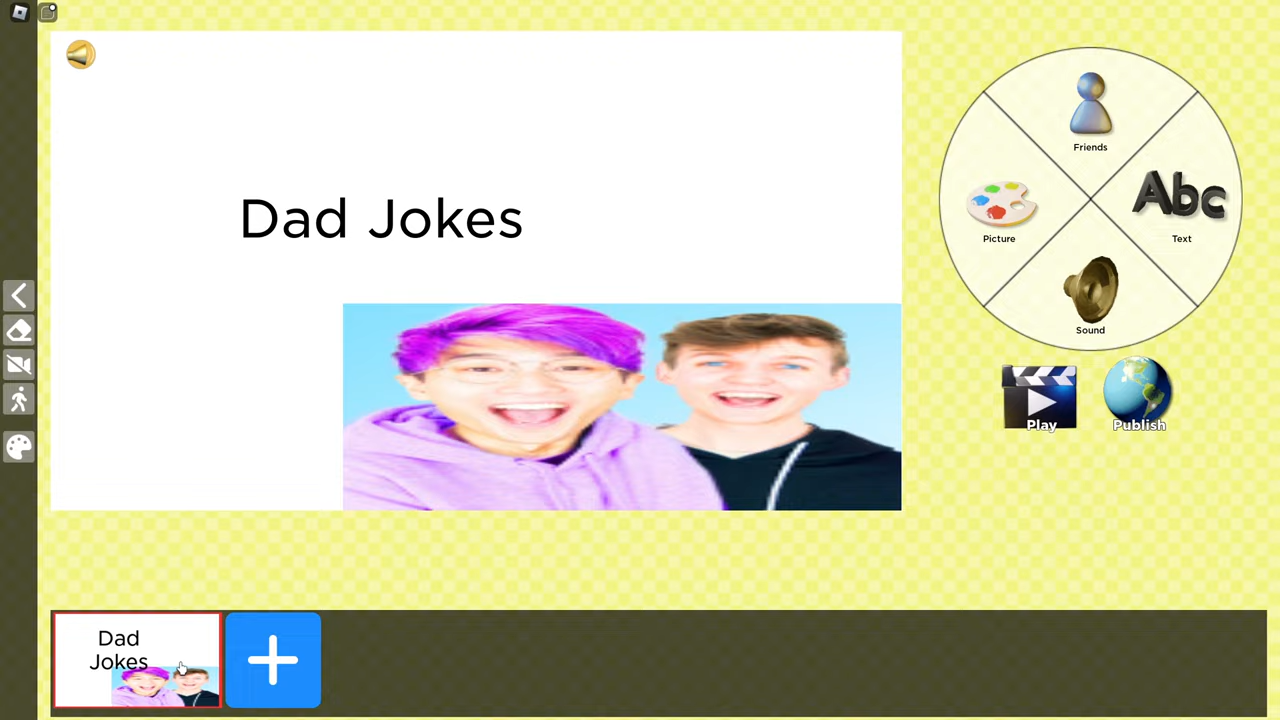 Friends
Abc
Picture
Text
Dad Jokes
Sound
Play
Publish
Dad
Jokes